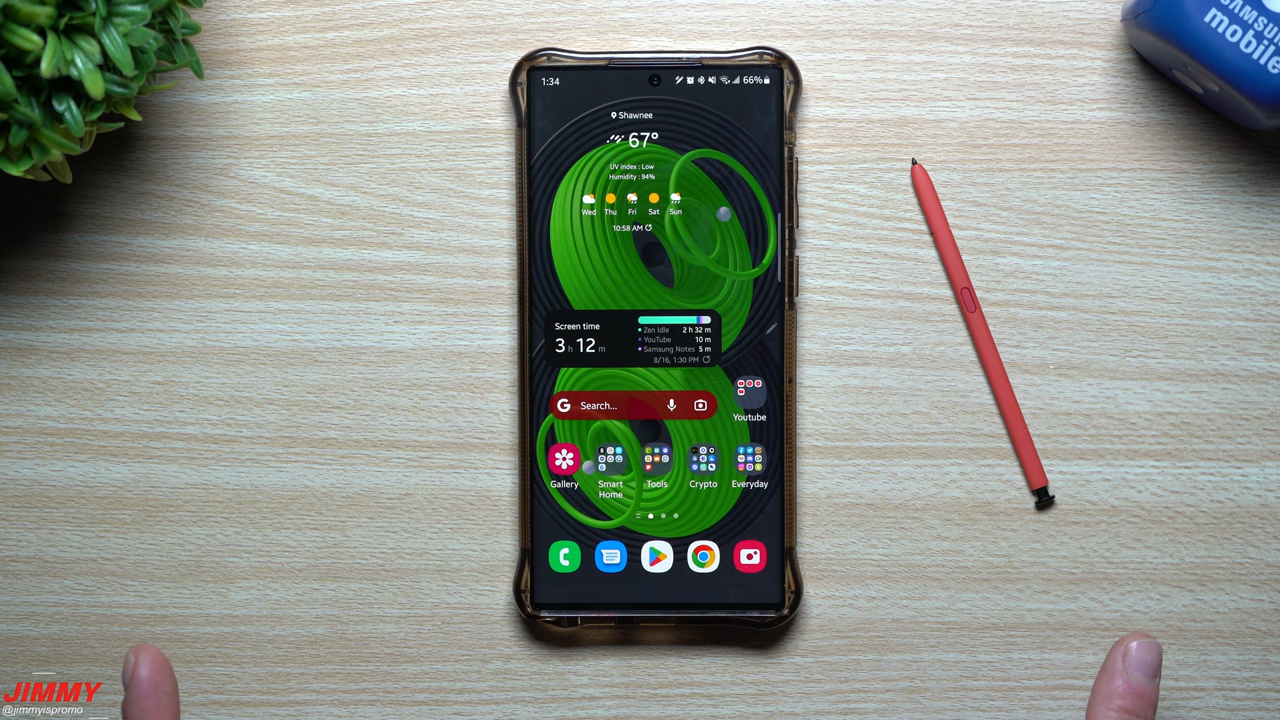 SAMSUNG
mobile
1:34
66%
Shawnee
67°
UV index : Low
Humidity : 94%
Wed Thu Fri Sat Sun
10:58 AM
Screen time
3 h 12 m
Zen Idle 2 h 32 m
YouTube 10 m
Samsung Notes 5 m
8/16, 1:30 PM
G Search...
Youtube
Gallery Smart Home Tools Crypto Everyday
JIMMY
@jimmyispromo